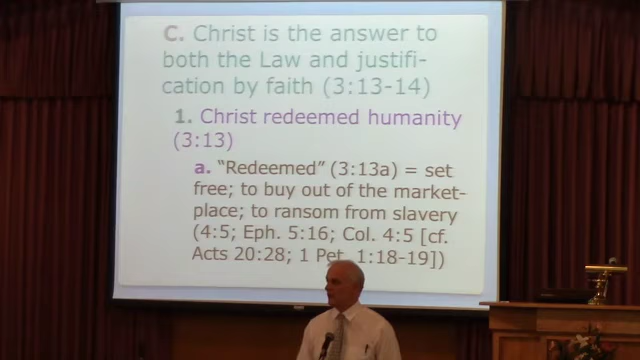 C. Christ is the answer to
both the Law and justifi-
cation by faith (3:13-14)
1. Christ redeemed humanity
(3:13)
a. “Redeemed” (3:13a) = set
free; to buy out of the market-
place; to ransom from slavery
(4:5; Eph. 5:16; Col. 4:5 [cf.
Acts 20:28; 1 Pet. 1:18-19])